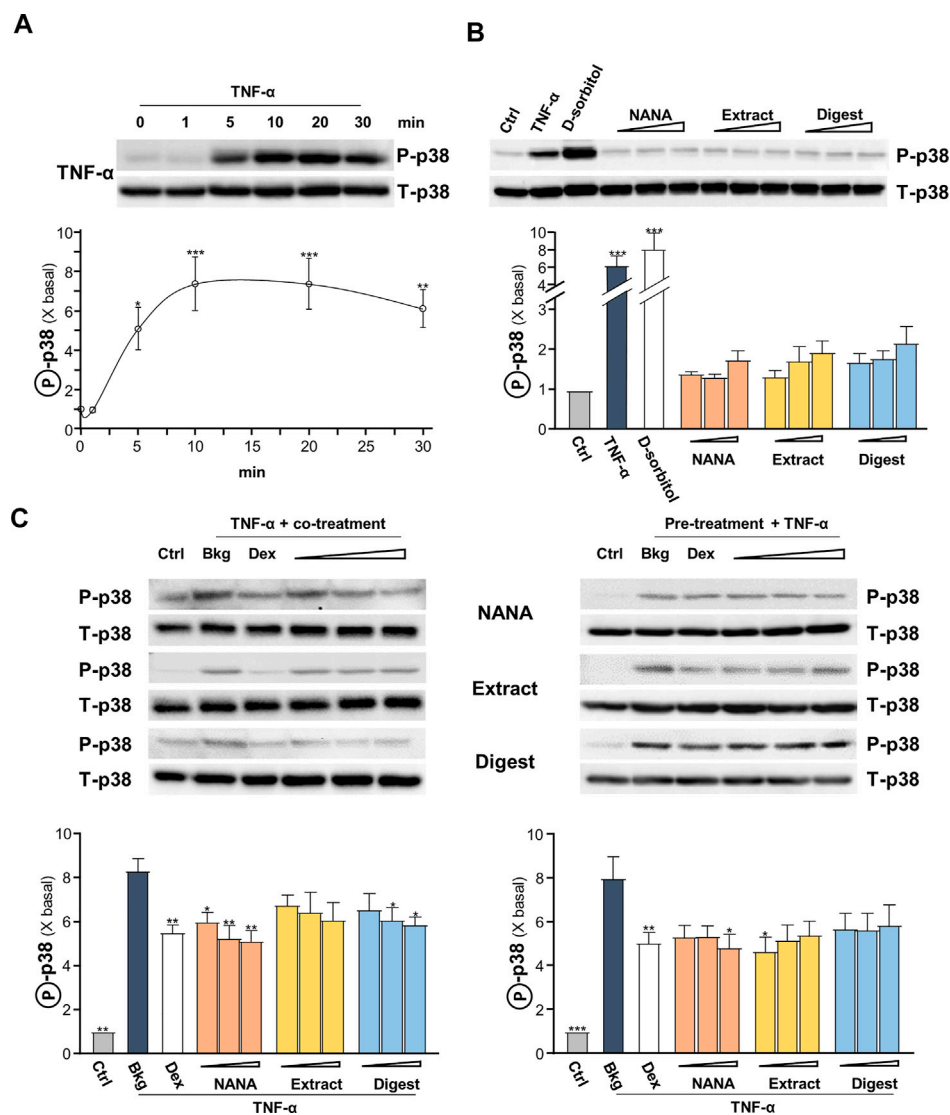 A
TNF-α
0 1 5 10 20 30 min
TNF-α
P-p38
T-p38
10
8
6
4
2
0
Ⓟ-p38 (X basal)
*
***
***
**
0 5 10 15 20 25 30
min
B
Ctrl TNF-α D-sorbitol NANA Extract Digest
P-p38
T-p38
10
8
6
4
2
1
0
Ⓟ-p38 (X basal)
***
***
Ctrl TNF-α D-sorbitol NANA Extract Digest
C
TNF-α + co-treatment
Ctrl Bkg Dex
P-p38
T-p38
P-p38
T-p38
P-p38
T-p38
NANA
Extract
Digest
Pre-treatment + TNF-α
Ctrl Bkg Dex
P-p38
T-p38
P-p38
T-p38
P-p38
T-p38
10
8
6
4
2
0
Ⓟ-p38 (X basal)
**
**
*
**
**
*
*
Ctrl Bkg Dex NANA Extract Digest
TNF-α
10
8
6
4
2
0
Ⓟ-p38 (X basal)
***
**
*
*
Ctrl Bkg Dex NANA Extract Digest
TNF-α